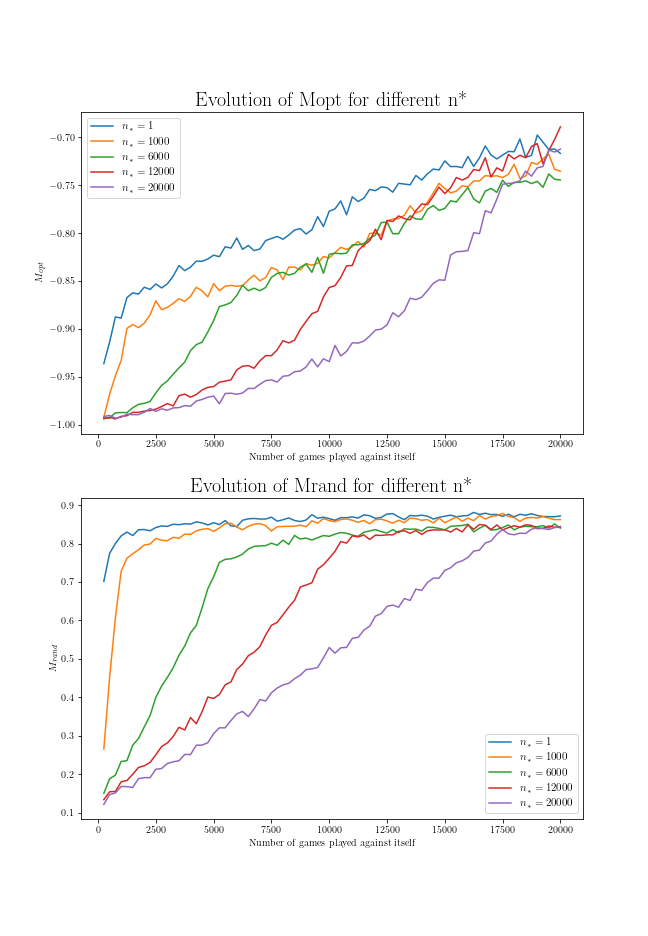 Evolution of Mopt for different n*
n* = 1
n* = 1000
n* = 6000
n* = 12000
n* = 20000
−0.70
−0.75
−0.80
−0.85
−0.90
−0.95
−1.00
M_opt
0 2500 5000 7500 10000 12500 15000 17500 20000
Number of games played against itself
Evolution of Mrand for different n*
0.9
0.8
0.7
0.6
0.5
0.4
0.3
0.2
0.1
M_rand
n* = 1
n* = 1000
n* = 6000
n* = 12000
n* = 20000
0 2500 5000 7500 10000 12500 15000 17500 20000
Number of games played against itself